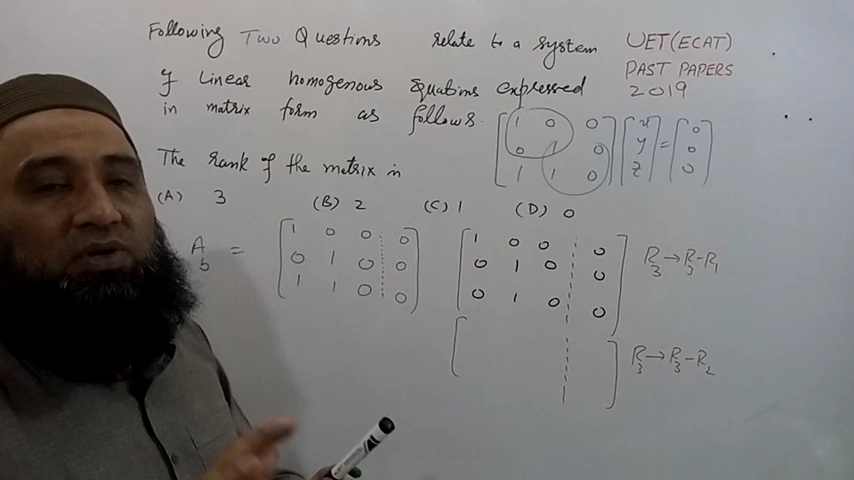 Following Two Questions relate to a system UET(ECAT)
of Linear homogenous Equations expressed PAST PAPERS
in matrix form as follows. 2019
[1 0 0] [x] [0]
[0 1 0] [y] = [0]
[1 1 0] [z] [0]
The rank of the matrix in
(A) 3 (B) 2 (C) 1 (D) 0
A_b = [1 0 0 ⋮ 0] [1 0 0 ⋮ 0] R3→R3-R1
[0 1 0 ⋮ 0] [0 1 0 ⋮ 0]
[1 1 0 ⋮ 0] [0 1 0 ⋮ 0]
[ ⋮ ] R3→R3-R2